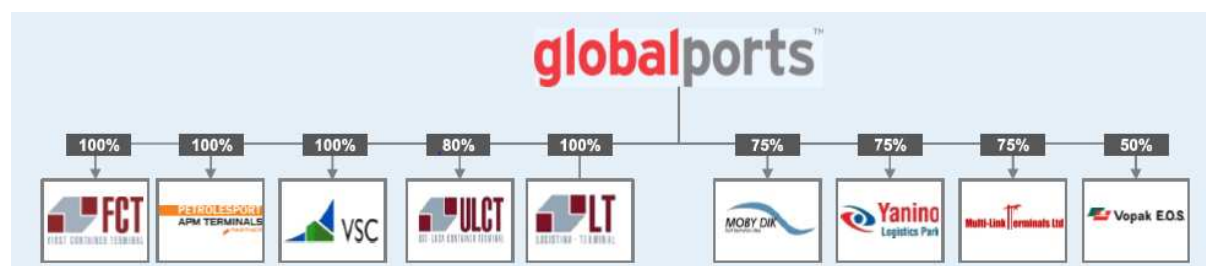 globalports™
100% 100% 100% 80% 100% 75% 75% 75% 50%
FCT
FIRST CONTAINER TERMINAL
PETROLESPORT
APM TERMINALS
VSC
ULCT
UST-LUGA CONTAINER TERMINAL
LT
LOGISTIKA - TERMINAL
MOBY DIK
Yanino
Logistics Park
Multi-Link Terminals Ltd
Vopak E.O.S.